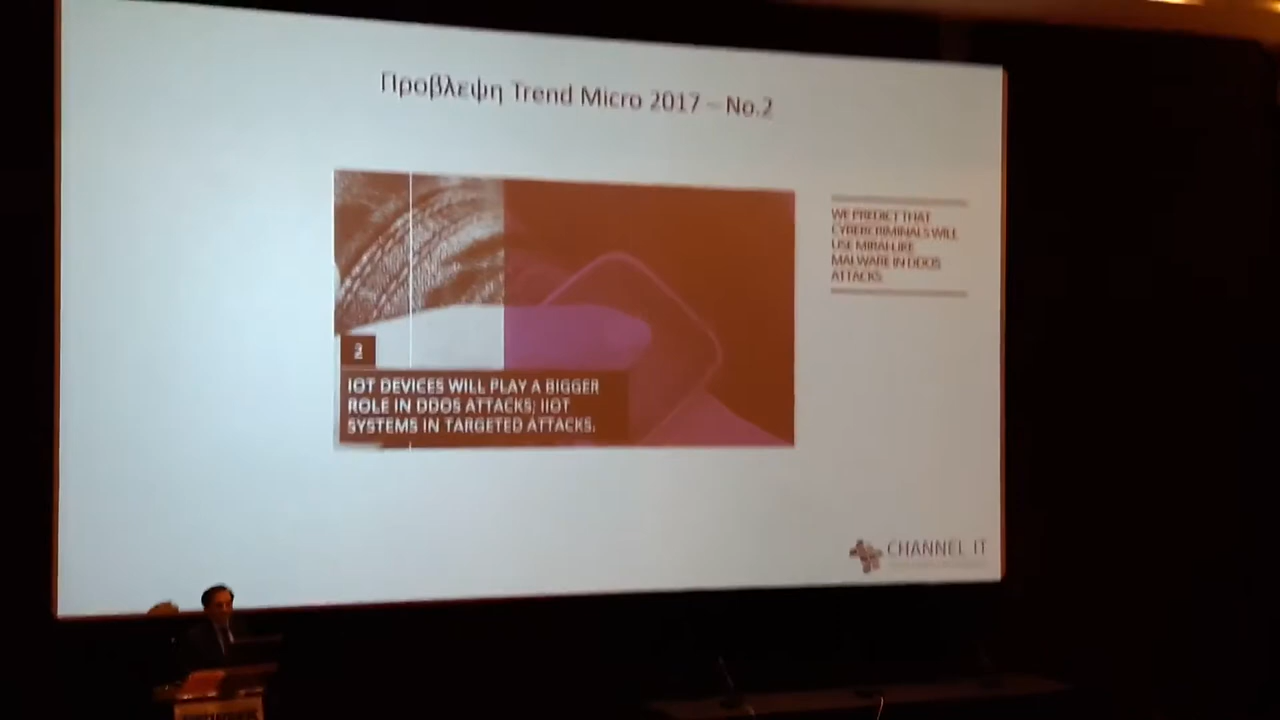 Προβλεψη Trend Micro 2017 – No.2
WE PREDICT THAT
CYBERCRIMINALS WILL
USE MIRAI-LIKE
MALWARE IN DDOS
ATTACKS
2
IOT DEVICES WILL PLAY A BIGGER
ROLE IN DDOS ATTACKS; IIOT
SYSTEMS IN TARGETED ATTACKS.
CHANNEL IT